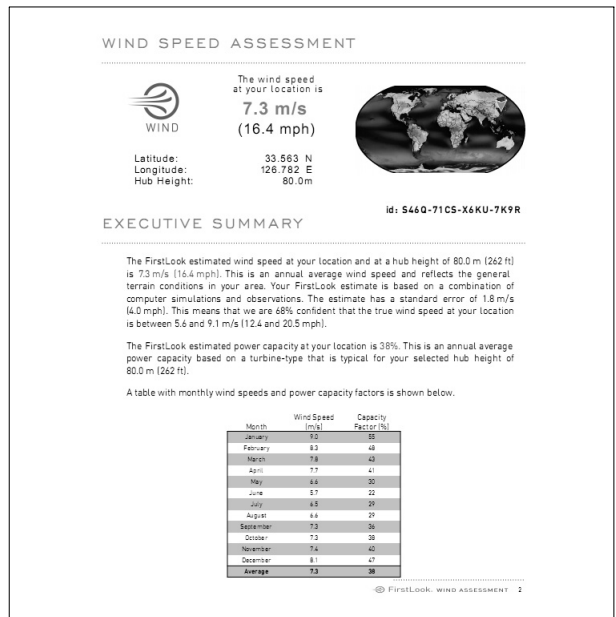 WIND SPEED ASSESSMENT
The wind speed
at your location is
7.3 m/s
(16.4 mph)
WIND
Latitude: 33.563 N
Longitude: 126.782 E
Hub Height: 80.0m
id: S46Q-71CS-X6KU-7K9R
EXECUTIVE SUMMARY
The FirstLook estimated wind speed at your location and at a hub height of 80.0 m (262 ft)
is 7.3 m/s (16.4 mph). This is an annual average wind speed and reflects the general
terrain conditions in your area. Your FirstLook estimate is based on a combination of
computer simulations and observations. The estimate has a standard error of 1.8 m/s
(4.0 mph). This means that we are 68% confident that the true wind speed at your location
is between 5.6 and 9.1 m/s (12.4 and 20.5 mph).
The FirstLook estimated power capacity at your location is 38%. This is an annual average
power capacity based on a turbine-type that is typical for your selected hub height of
80.0 m (262 ft).
A table with monthly wind speeds and power capacity factors is shown below.
Wind Speed Capacity
Month (m/s) Factor (%)
January 9.0 55
February 8.3 48
March 7.8 43
April 7.7 41
May 6.6 30
June 5.7 22
July 6.5 29
August 6.6 29
September 7.3 36
October 7.3 38
November 7.4 40
December 8.1 47
Average 7.3 38
FirstLook. WIND ASSESSMENT 2